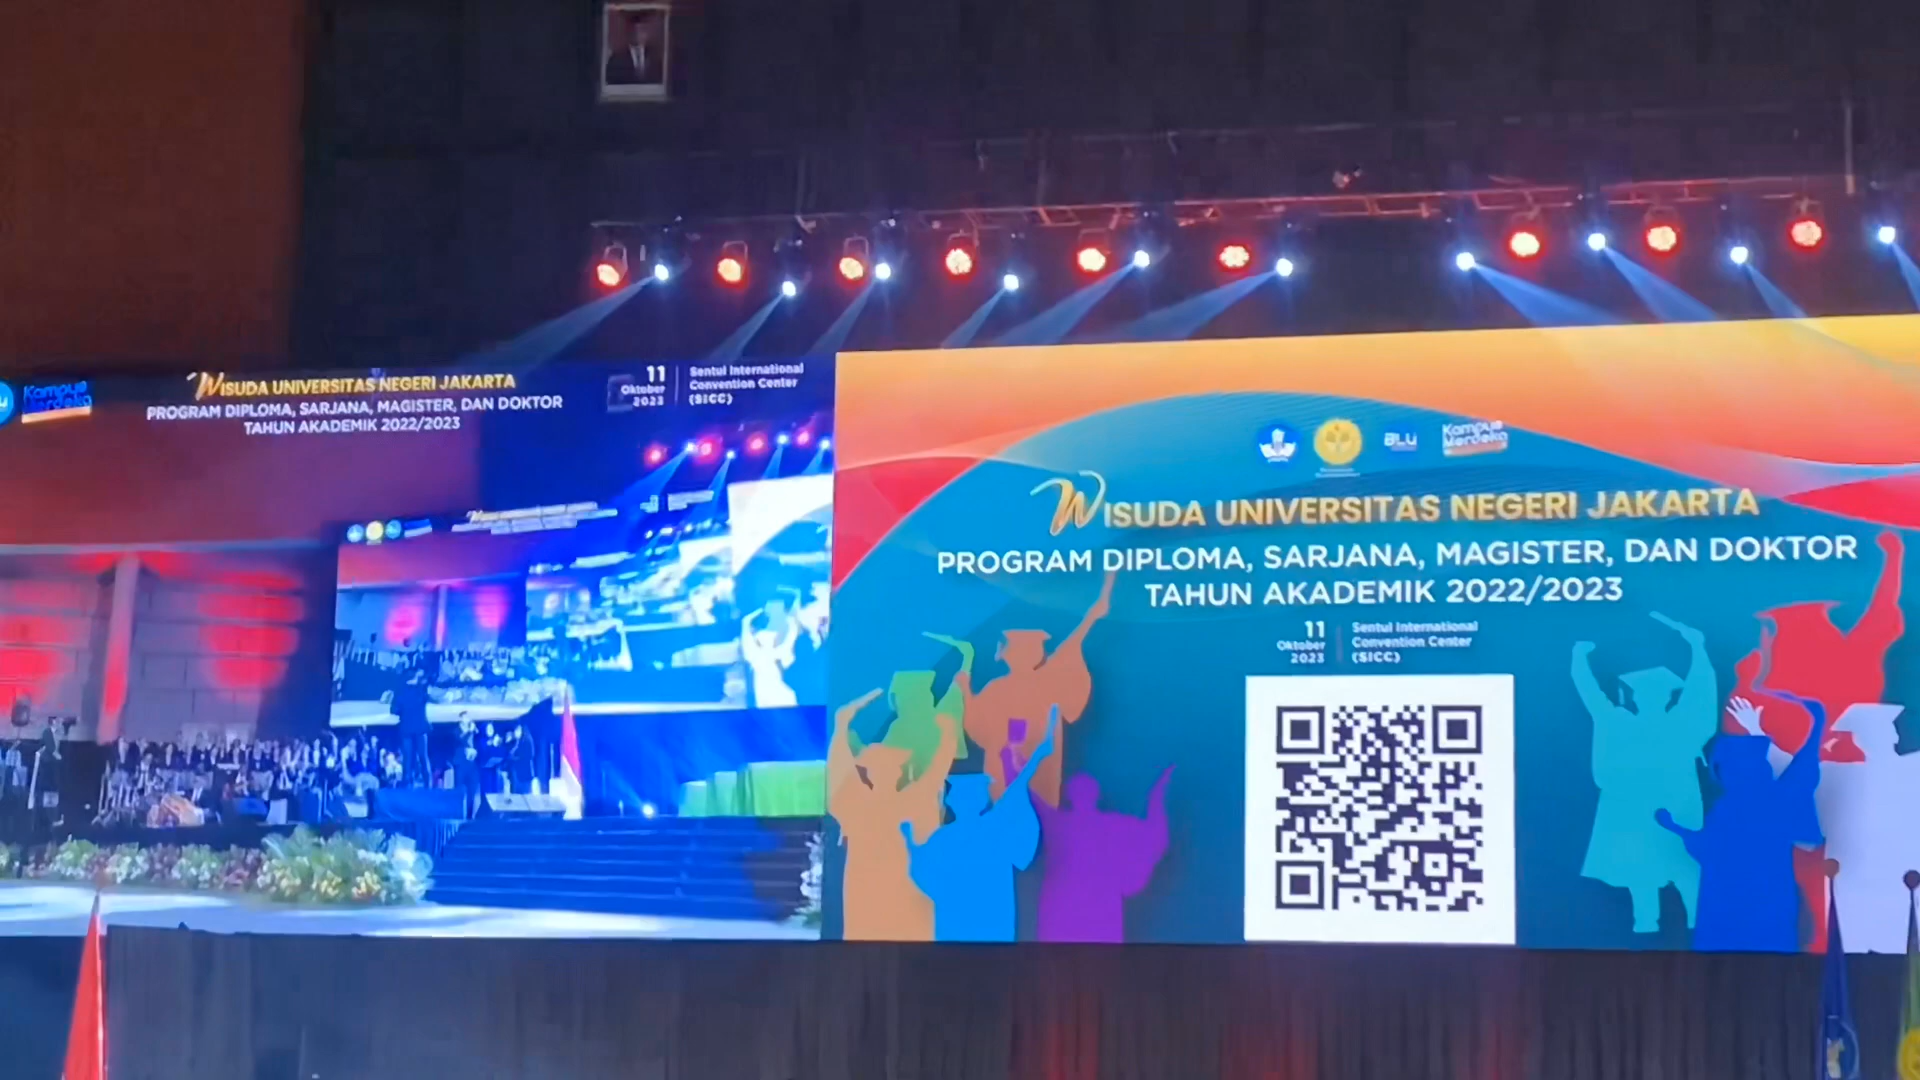 Kampus
Merdeka
WISUDA UNIVERSITAS NEGERI JAKARTA
PROGRAM DIPLOMA, SARJANA, MAGISTER, DAN DOKTOR
TAHUN AKADEMIK 2022/2023
11
Oktober
2023
Sentul International
Convention Center
(SICC)
BLU
Kampus
Merdeka
WISUDA UNIVERSITAS NEGERI JAKARTA
PROGRAM DIPLOMA, SARJANA, MAGISTER, DAN DOKTOR
TAHUN AKADEMIK 2022/2023
11
Oktober
2023
Sentul International
Convention Center
(SICC)